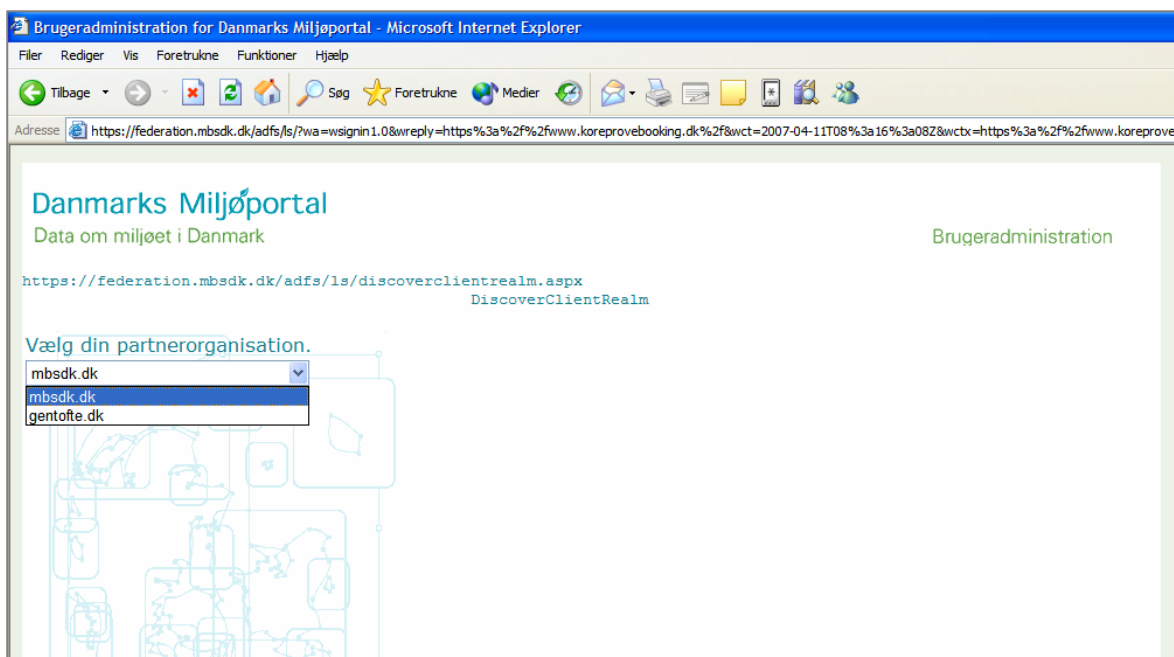 Brugeradministration for Danmarks Miljøportal - Microsoft Internet Explorer
Filer Rediger Vis Foretrukne Funktioner Hjælp
Tilbage Søg Foretrukne Medier
Adresse https://federation.mbsdk.dk/adfs/ls/?wa=wsignin1.0&wreply=https%3a%2f%2fwww.koreprovebooking.dk%2f&wct=2007-04-11T08%3a16%3a08Z&wctx=https%3a%2f%2fwww.koreprove
Danmarks Miljøportal
Data om miljøet i Danmark Brugeradministration
https://federation.mbsdk.dk/adfs/ls/discoverclientrealm.aspx
DiscoverClientRealm
Vælg din partnerorganisation.
mbsdk.dk
mbsdk.dk
gentofte.dk